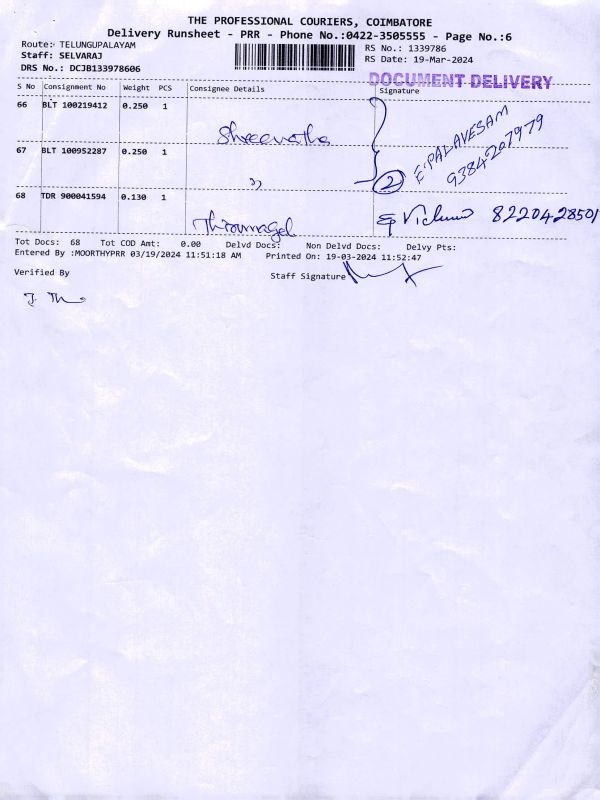 THE PROFESSIONAL COURIERS, COIMBATORE
Delivery Runsheet - PRR - Phone No.:0422-3505555 - Page No.:6
Route: TELUNGUPALAYAM
RS No.: 1339786
Staff: SELVARAJ
RS Date: 19-Mar-2024
DRS No.: DCJB133978606
DOCUMENT DELIVERY
S No Consignment No Weight PCS Consignee Details Signature
66 BLT 100219412 0.250 1
E. PALAVESAM
9384207979
67 BLT 100952287 0.250 1
" 2
68 TDR 900041594 0.130 1
8220428501
Tot Docs: 68 Tot COD Amt: 0.00 Delvd Docs: Non Delvd Docs: Delvy Pts:
Entered By :MOORTHYPRR 03/19/2024 11:51:18 AM Printed On: 19-03-2024 11:52:47
Verified By
Staff Signature